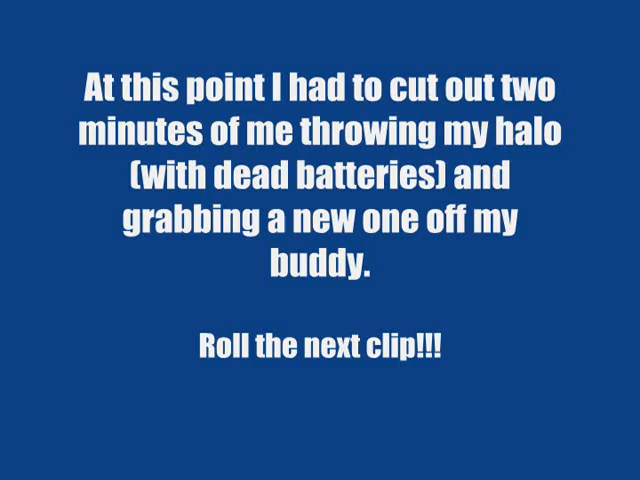 At this point I had to cut out two
minutes of me throwing my halo
(with dead batteries) and
grabbing a new one off my
buddy.
Roll the next clip!!!